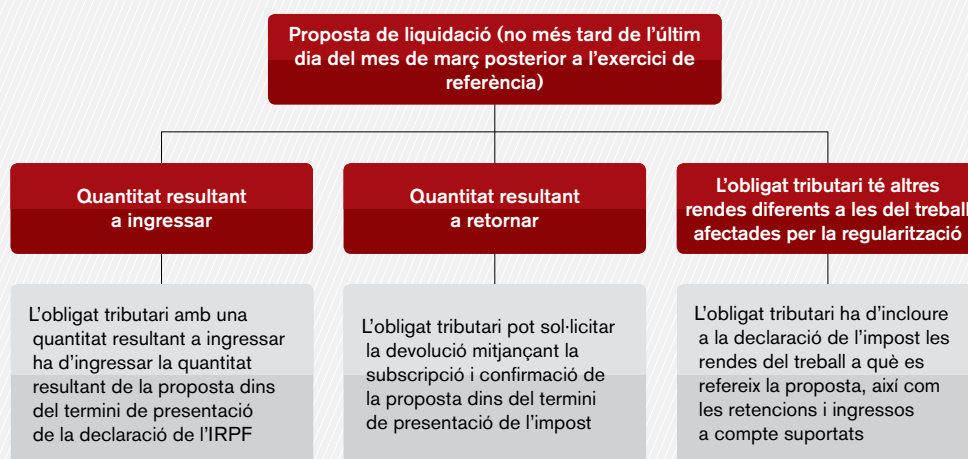 Proposta de liquidació (no més tard de l'últim
dia del mes de març posterior a l'exercici de
referència)
Quantitat resultant
a ingressar
Quantitat resultant
a retornar
L'obligat tributari té altres
rendes diferents a les del treball
afectades per la regularització
L'obligat tributari amb una
quantitat resultant a ingressar
ha d'ingressar la quantitat
resultant de la proposta dins
del termini de presentació
de la declaració de l'IRPF
L'obligat tributari pot sol·licitar
la devolució mitjançant la
subscripció i confirmació de
la proposta dins del termini
de presentació de l'impost
L'obligat tributari ha d'incloure
a la declaració de l'impost les
rendes del treball a què es
refereix la proposta, així com
les retencions i ingressos
a compte suportats